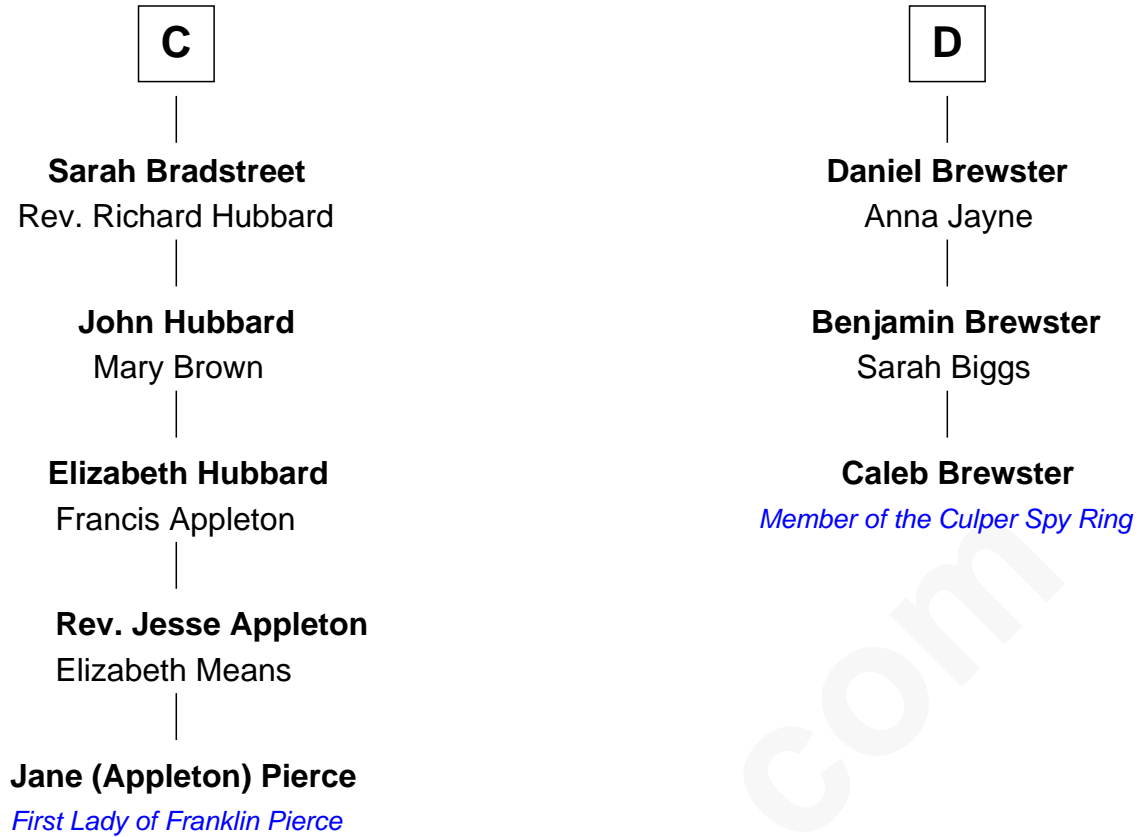 C
Sarah Bradstreet
Rev. Richard Hubbard
John Hubbard
Mary Brown
Elizabeth Hubbard
Francis Appleton
Rev. Jesse Appleton
Elizabeth Means
Jane (Appleton) Pierce
First Lady of Franklin Pierce
D
Daniel Brewster
Anna Jayne
Benjamin Brewster
Sarah Biggs
Caleb Brewster
Member of the Culper Spy Ring
com